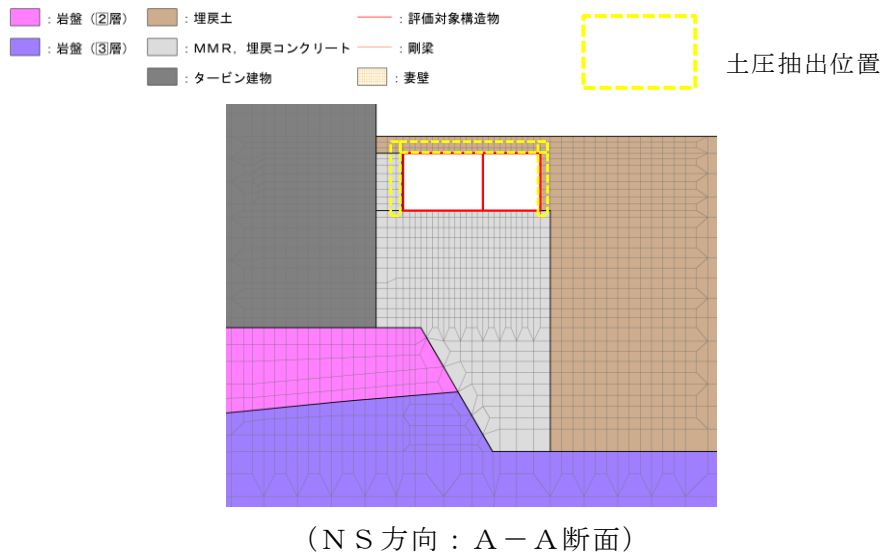 ：岩盤（②層）
：埋戻土
：評価対象構造物
：岩盤（③層）
：ＭＭＲ，埋戻コンクリート
：剛梁
：タービン建物
：妻壁
土圧抽出位置
（ＮＳ方向：Ａ－Ａ断面）